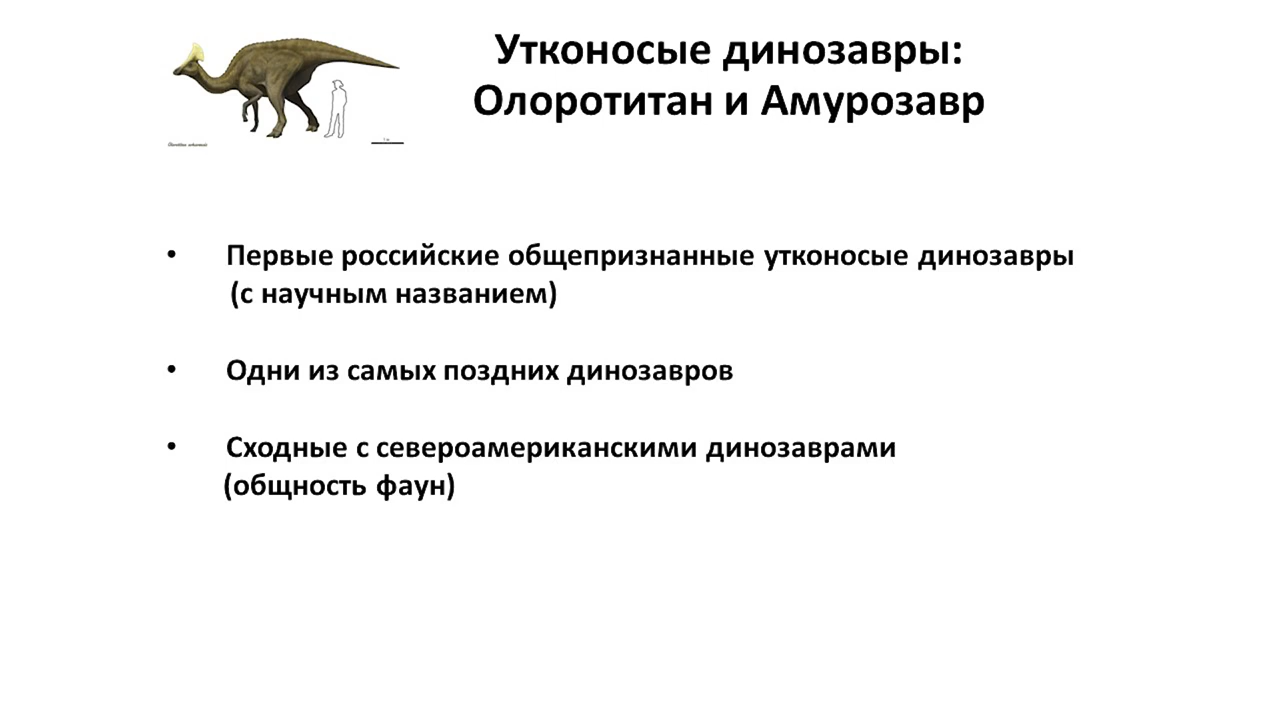 Утконосые динозавры:
Олоротитан и Амурозавр
• Первые российские общепризнанные утконосые динозавры
(с научным названием)
• Одни из самых поздних динозавров
• Сходные с североамериканскими динозаврами
(общность фаун)